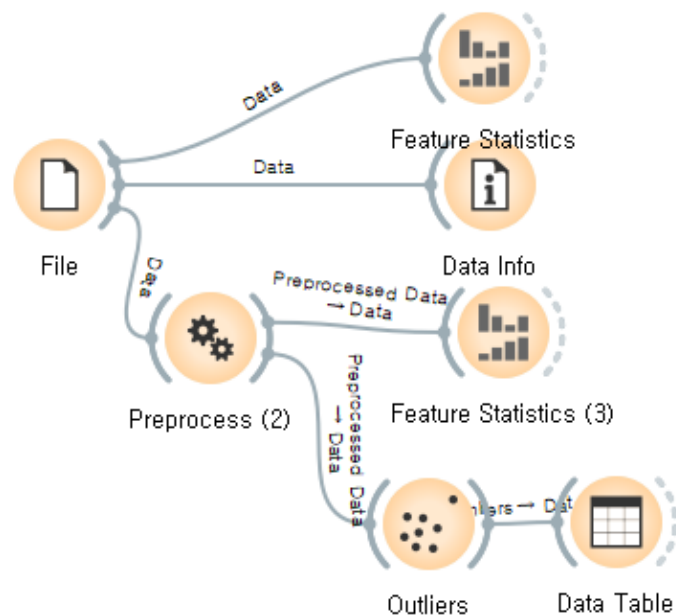 Data
Feature Statistics
Data
File
Data Info
Data
Preprocessed Data
→ Data
Preprocess (2)
Feature Statistics (3)
Preprocessed Data
→ Data
→ Dat
Outliers
Data Table